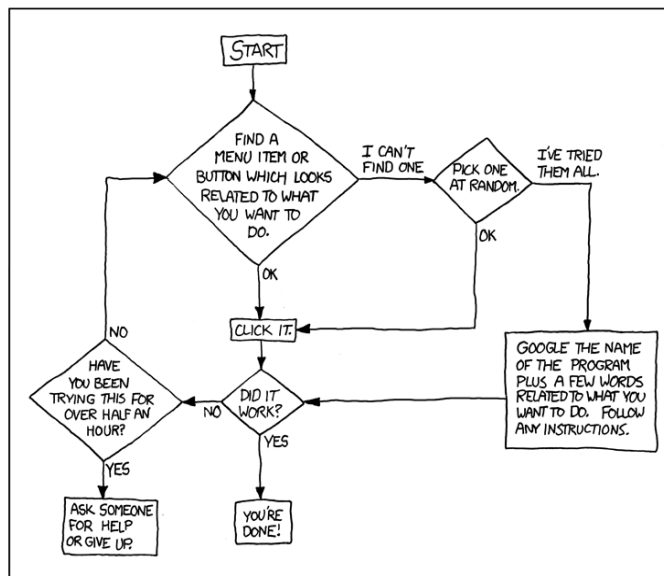 START
FIND A
MENU ITEM OR
BUTTON WHICH LOOKS
RELATED TO WHAT
YOU WANT TO
DO.
I CAN'T
FIND ONE
PICK ONE
AT RANDOM.
I'VE TRIED
THEM ALL.
OK
OK
CLICK IT.
NO
HAVE
YOU BEEN
TRYING THIS FOR
OVER HALF AN
HOUR?
NO
DID IT
WORK?
GOOGLE THE NAME
OF THE PROGRAM
PLUS A FEW WORDS
RELATED TO WHAT YOU
WANT TO DO. FOLLOW
ANY INSTRUCTIONS.
YES
YES
ASK SOMEONE
FOR HELP
OR GIVE UP.
YOU'RE
DONE!